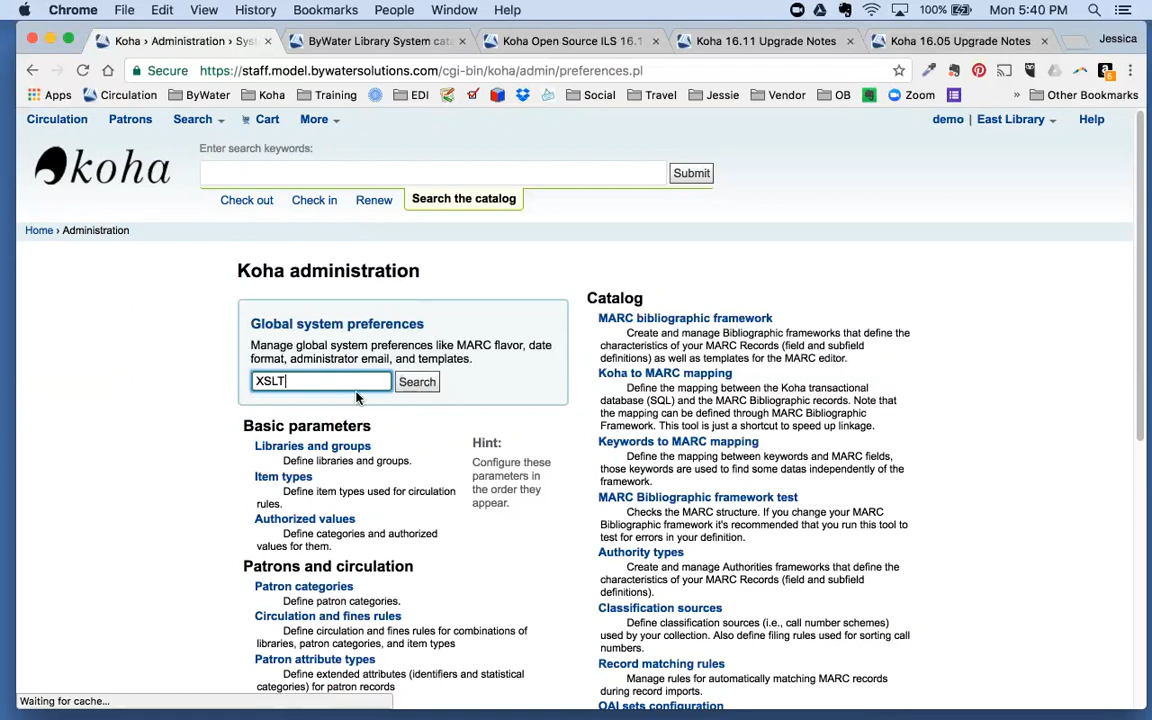 Chrome File Edit View History Bookmarks People Window Help 100% Mon 5:40 PM
Koha › Administration › Sys ByWater Library System cat Koha Open Source ILS 16.1 Koha 16.11 Upgrade Notes Koha 16.05 Upgrade Notes Jessica
Secure https://staff.model.bywatersolutions.com/cgi-bin/koha/admin/preferences.pl
Apps Circulation ByWater Koha Training EDI Social Travel Jessie Vendor OB Zoom » Other Bookmarks
Circulation Patrons Search Cart More demo | East Library Help
Enter search keywords:
koha
Submit
Check out Check in Renew Search the catalog
Home › Administration
Koha administration
Global system preferences
Manage global system preferences like MARC flavor, date
format, administrator email, and templates.
XSLT Search
Basic parameters
Libraries and groups
Define libraries and groups.
Item types
Define item types used for circulation
rules.
Authorized values
Define categories and authorized
values for them.
Hint:
Configure these
parameters in
the order they
appear.
Patrons and circulation
Patron categories
Define patron categories.
Circulation and fines rules
Define circulation and fines rules for combinations of
libraries, patron categories, and item types
Patron attribute types
Define extended attributes (identifiers and statistical
categories) for patron records
Catalog
MARC bibliographic framework
Create and manage Bibliographic frameworks that define the
characteristics of your MARC Records (field and subfield
definitions) as well as templates for the MARC editor.
Koha to MARC mapping
Define the mapping between the Koha transactional
database (SQL) and the MARC Bibliographic records. Note that
the mapping can be defined through MARC Bibliographic
Framework. This tool is just a shortcut to speed up linkage.
Keywords to MARC mapping
Define the mapping between keywords and MARC fields,
those keywords are used to find some datas independently of the
framework.
MARC Bibliographic framework test
Checks the MARC structure. If you change your MARC
Bibliographic framework it's recommended that you run this tool to
test for errors in your definition.
Authority types
Create and manage Authorities frameworks that define the
characteristics of your MARC Records (field and subfield
definitions).
Classification sources
Define classification sources (i.e., call number schemes)
used by your collection. Also define filing rules used for sorting call
numbers.
Record matching rules
Manage rules for automatically matching MARC records
during record imports.
OAI sets configuration
Waiting for cache...